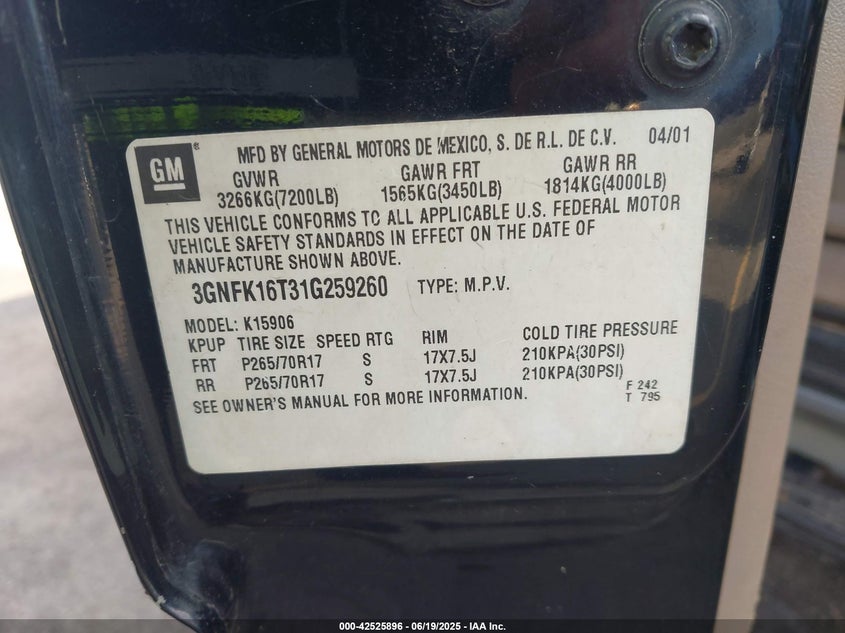 GM
MFD BY GENERAL MOTORS DE MEXICO, S. DE R.L. DE C.V. 04/01
GVWR GAWR FRT GAWR RR
3266KG(7200LB) 1565KG(3450LB) 1814KG(4000LB)
THIS VEHICLE CONFORMS TO ALL APPLICABLE U.S. FEDERAL MOTOR
VEHICLE SAFETY STANDARDS IN EFFECT ON THE DATE OF
MANUFACTURE SHOWN ABOVE.
3GNFK16T31G259260 TYPE: M.P.V.
MODEL: K15906
KPUP TIRE SIZE SPEED RTG RIM COLD TIRE PRESSURE
FRT P265/70R17 S 17X7.5J 210KPA(30PSI)
RR P265/70R17 S 17X7.5J 210KPA(30PSI)
SEE OWNER'S MANUAL FOR MORE INFORMATION.
F 242
T 795
000-42525896 - 06/19/2025 - IAA Inc.